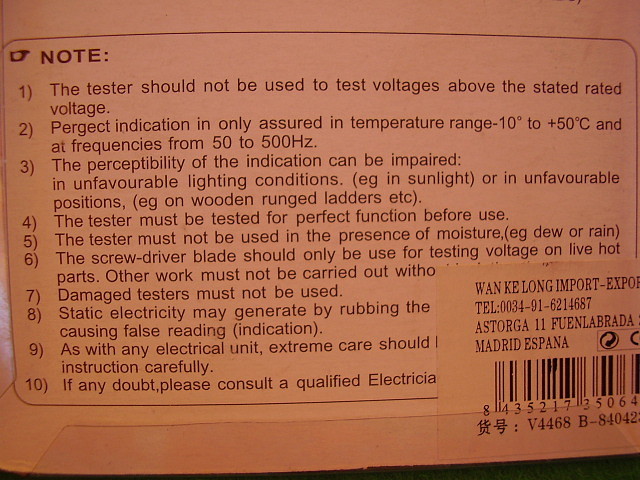 NOTE:
1) The tester should not be used to test voltages above the stated rated
voltage.
2) Pergect indication in only assured in temperature range-10° to +50℃ and
at frequencies from 50 to 500Hz.
3) The perceptibility of the indication can be impaired:
in unfavourable lighting conditions. (eg in sunlight) or in unfavourable
positions, (eg on wooden runged ladders etc).
4) The tester must be tested for perfect function before use.
5) The tester must not be used in the presence of moisture,(eg dew or rain)
6) The screw-driver blade should only be use for testing voltage on live hot
parts. Other work must not be carried out witho
7) Damaged testers must not be used.
8) Static electricity may generate by rubbing the
causing false reading (indication).
9) As with any electrical unit, extreme care should
instruction carefully.
10) If any doubt,please consult a qualified Electricia
WAN KE LONG IMPORT-EXPOR
TEL:0034-91-6214687
ASTORGA 11 FUENLABRADA
MADRID ESPANA
8 435217 35064
货号: V4468 B-84042